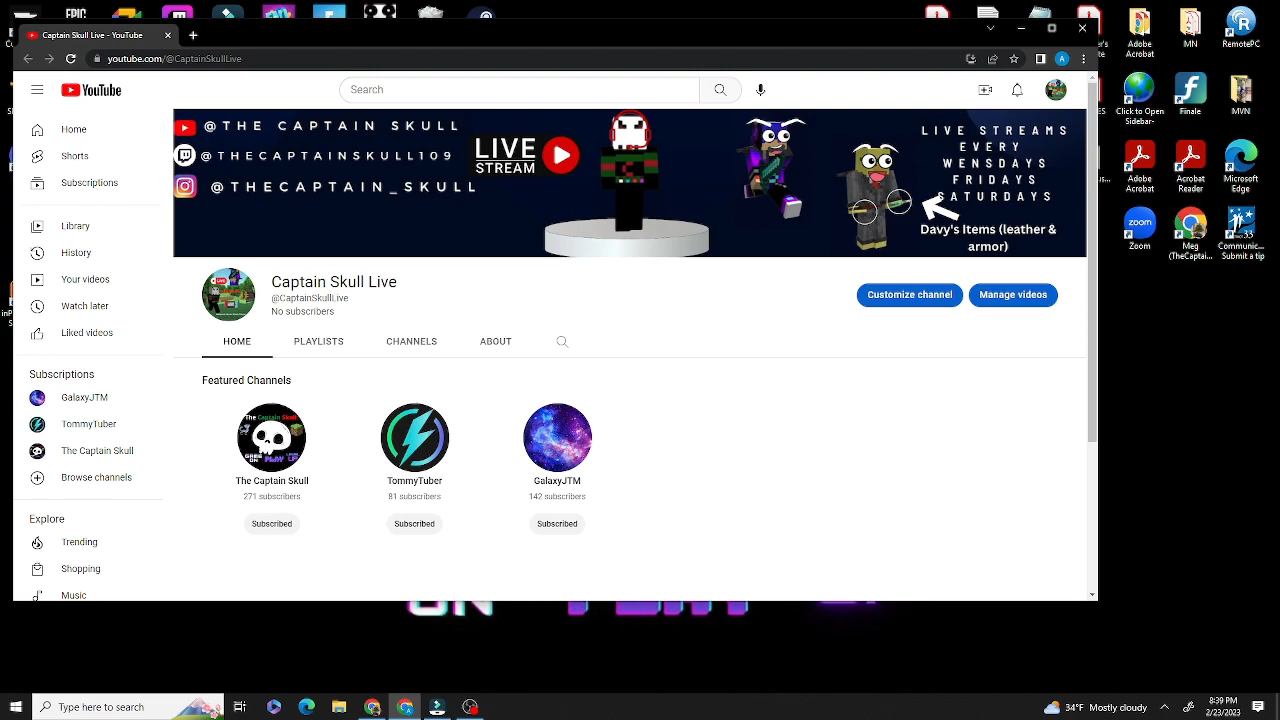 Captain Skull Live - YouTube
youtube.com/@CaptainSkullLive
A
YouTube
Search
Home
Shorts
Subscriptions
Library
History
Your videos
Watch later
Liked videos
Subscriptions
GalaxyJTM
TommyTuber
The Captain Skull
Browse channels
Explore
Trending
Shopping
Music
@THE CAPTAIN SKULL
@THECAPTAINSKULL109
@THECAPTAIN_SKULL
LIVE
STREAM
LIVE STREAMS
EVERY
WENSDAYS
FRIDAYS
SATURDAYS
Davy's Items (leather &
armor)
Captain Skull Live
@CaptainSkullLive
No subscribers
Customize channel
Manage videos
HOME
PLAYLISTS
CHANNELS
ABOUT
Featured Channels
The Captain Skull
271 subscribers
Subscribed
TommyTuber
81 subscribers
Subscribed
GalaxyJTM
142 subscribers
Subscribed
Adobe
Acrobat
MN
RemotePC
Click to Open
Sidebar-
Finale
MVN
Adobe
Acrobat
Acrobat
Reader
Microsoft
Edge
Zoom
Meg
(TheCaptai...
Communic...
Submit a tip
Type here to search
34°F Mostly cloudy
8:39 PM
2/23/2023